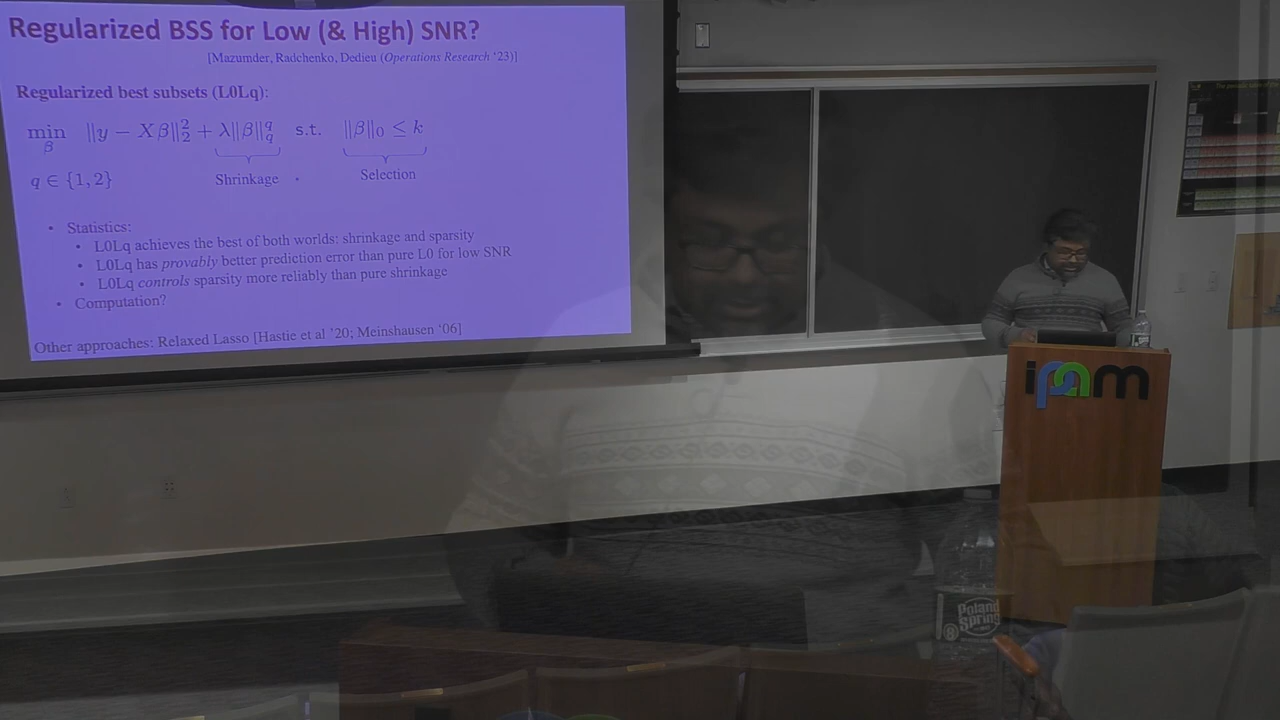 Regularized BSS for Low (& High) SNR?
[Mazumder, Radchenko, Dedieu (Operations Research ‘23)]
Regularized best subsets (L0Lq):
min_β ‖y − Xβ‖₂² + λ‖β‖_q^q s.t. ‖β‖₀ ≤ k
q ∈ {1, 2} Shrinkage Selection
• Statistics:
• L0Lq achieves the best of both worlds: shrinkage and sparsity
• L0Lq has provably better prediction error than pure L0 for low SNR
• L0Lq controls sparsity more reliably than pure shrinkage
• Computation?
Other approaches: Relaxed Lasso [Hastie et al ’20; Meinshausen ‘06]
ipam
Poland
Spring